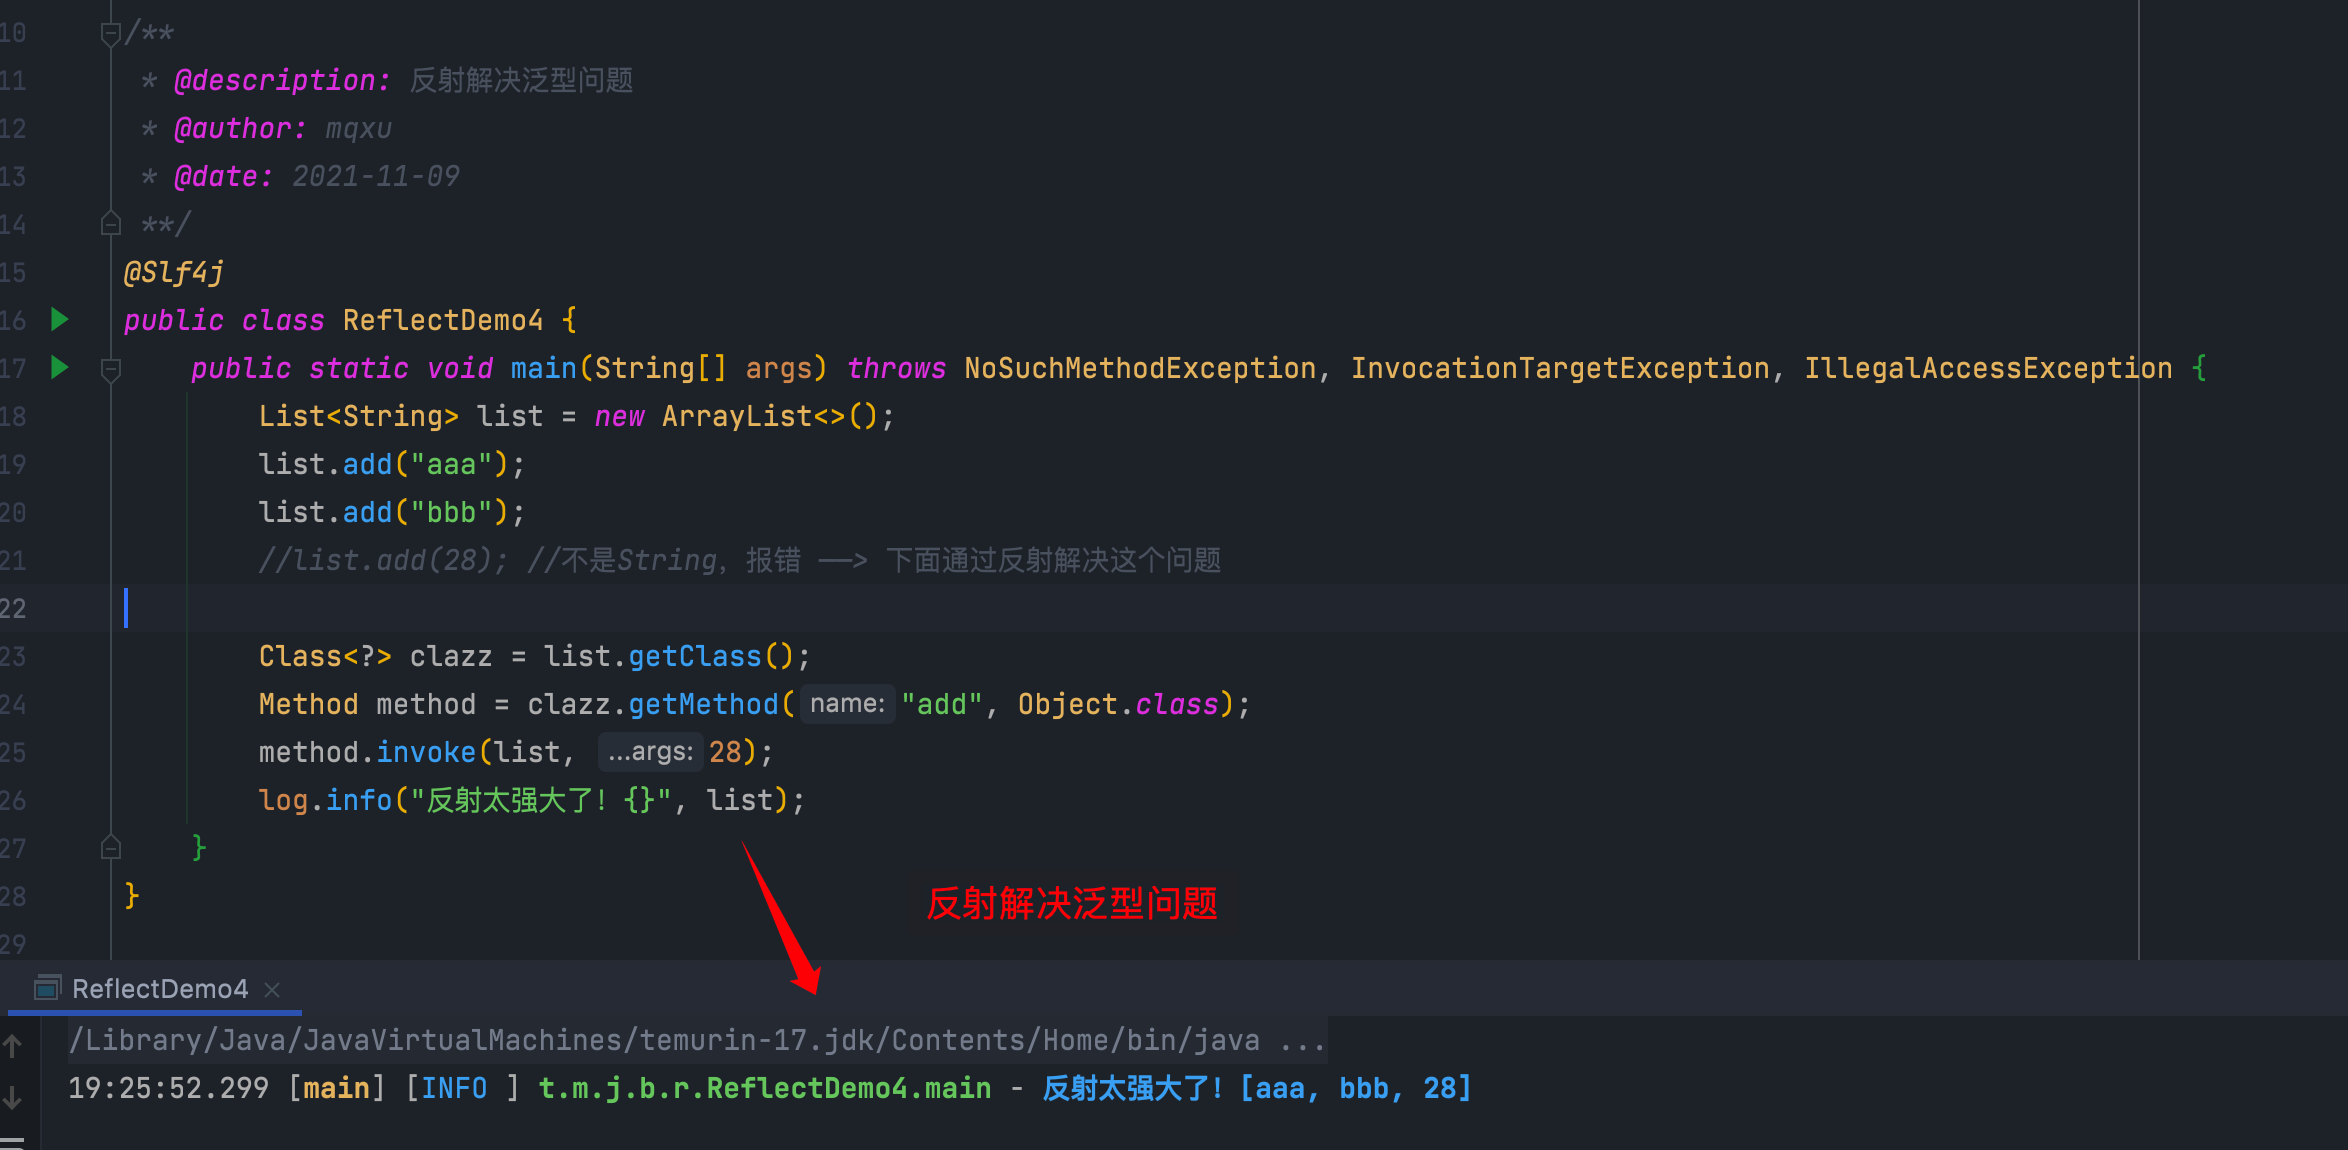 10 /**
11 * @description: 反射解决泛型问题
12 * @author: mqxu
13 * @date: 2021-11-09
14 **/
15 @Slf4j
16 public class ReflectDemo4 {
17 public static void main(String[] args) throws NoSuchMethodException, InvocationTargetException, IllegalAccessException {
18 List<String> list = new ArrayList<>();
19 list.add("aaa");
20 list.add("bbb");
21 //list.add(28); //不是String，报错 ——> 下面通过反射解决这个问题
22
23 Class<?> clazz = list.getClass();
24 Method method = clazz.getMethod( name: "add", Object.class);
25 method.invoke(list, ...args: 28);
26 log.info("反射太强大了！{}", list);
27 }
28 }
反射解决泛型问题
29
ReflectDemo4 ×
/Library/Java/JavaVirtualMachines/temurin-17.jdk/Contents/Home/bin/java ...
19:25:52.299 [main] [INFO ] t.m.j.b.r.ReflectDemo4.main - 反射太强大了！[aaa, bbb, 28]